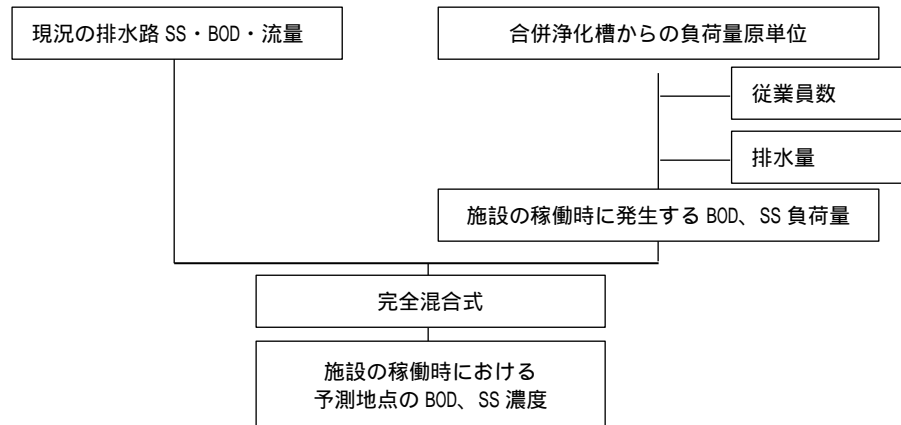 現況の排水路 SS・BOD・流量
合併浄化槽からの負荷量原単位
従業員数
排水量
施設の稼働時に発生する BOD、SS 負荷量
完全混合式
施設の稼働時における
予測地点の BOD、SS 濃度